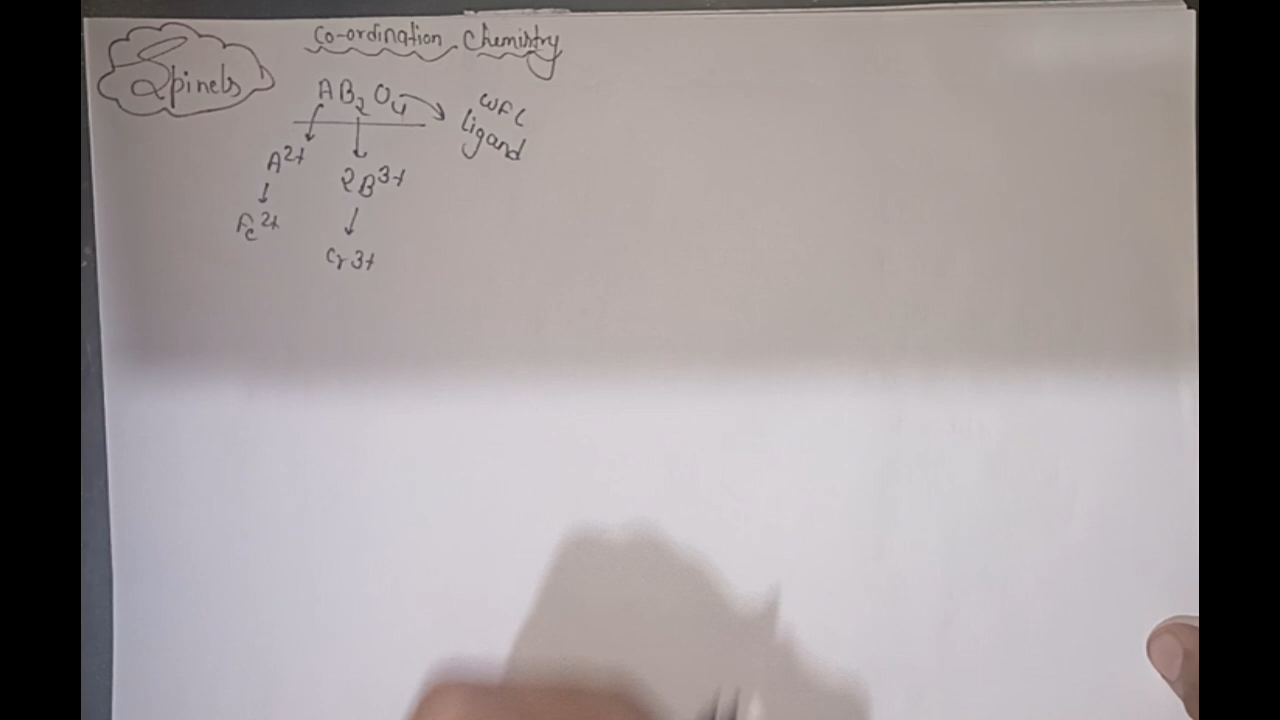 Co-ordination Chemistry
Spinels
AB2O4
WFL
ligand
A2+
2B3+
Fe2+
Cr3+